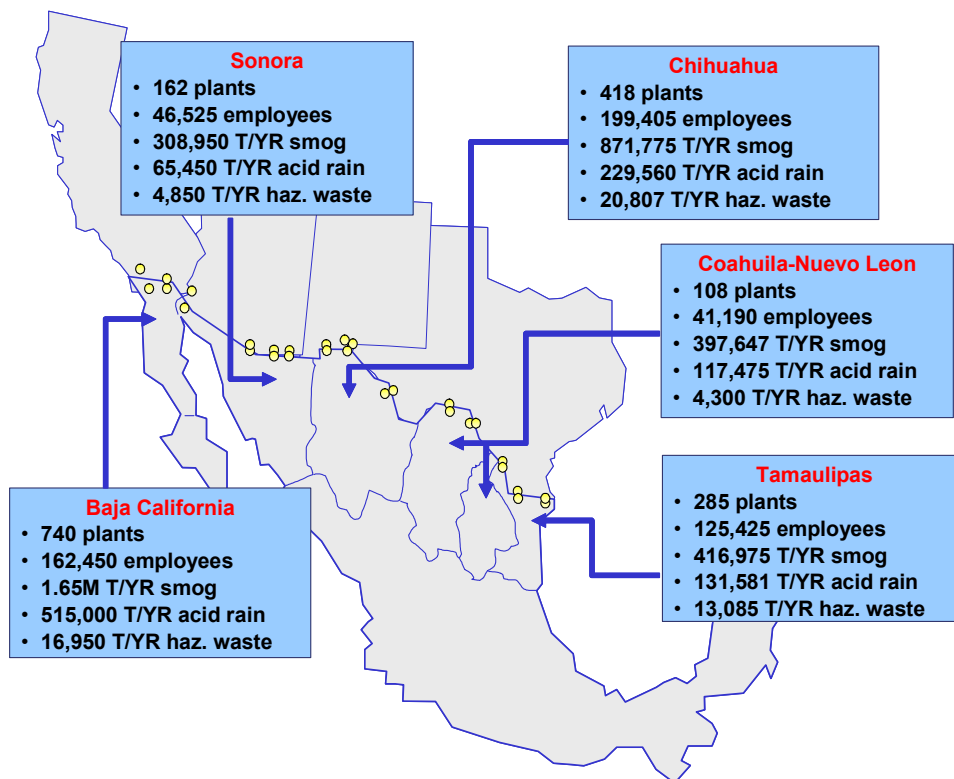 Sonora
• 162 plants
• 46,525 employees
• 308,950 T/YR smog
• 65,450 T/YR acid rain
• 4,850 T/YR haz. waste
Chihuahua
• 418 plants
• 199,405 employees
• 871,775 T/YR smog
• 229,560 T/YR acid rain
• 20,807 T/YR haz. waste
Coahuila-Nuevo Leon
• 108 plants
• 41,190 employees
• 397,647 T/YR smog
• 117,475 T/YR acid rain
• 4,300 T/YR haz. waste
Baja California
• 740 plants
• 162,450 employees
• 1.65M T/YR smog
• 515,000 T/YR acid rain
• 16,950 T/YR haz. waste
Tamaulipas
• 285 plants
• 125,425 employees
• 416,975 T/YR smog
• 131,581 T/YR acid rain
• 13,085 T/YR haz. waste